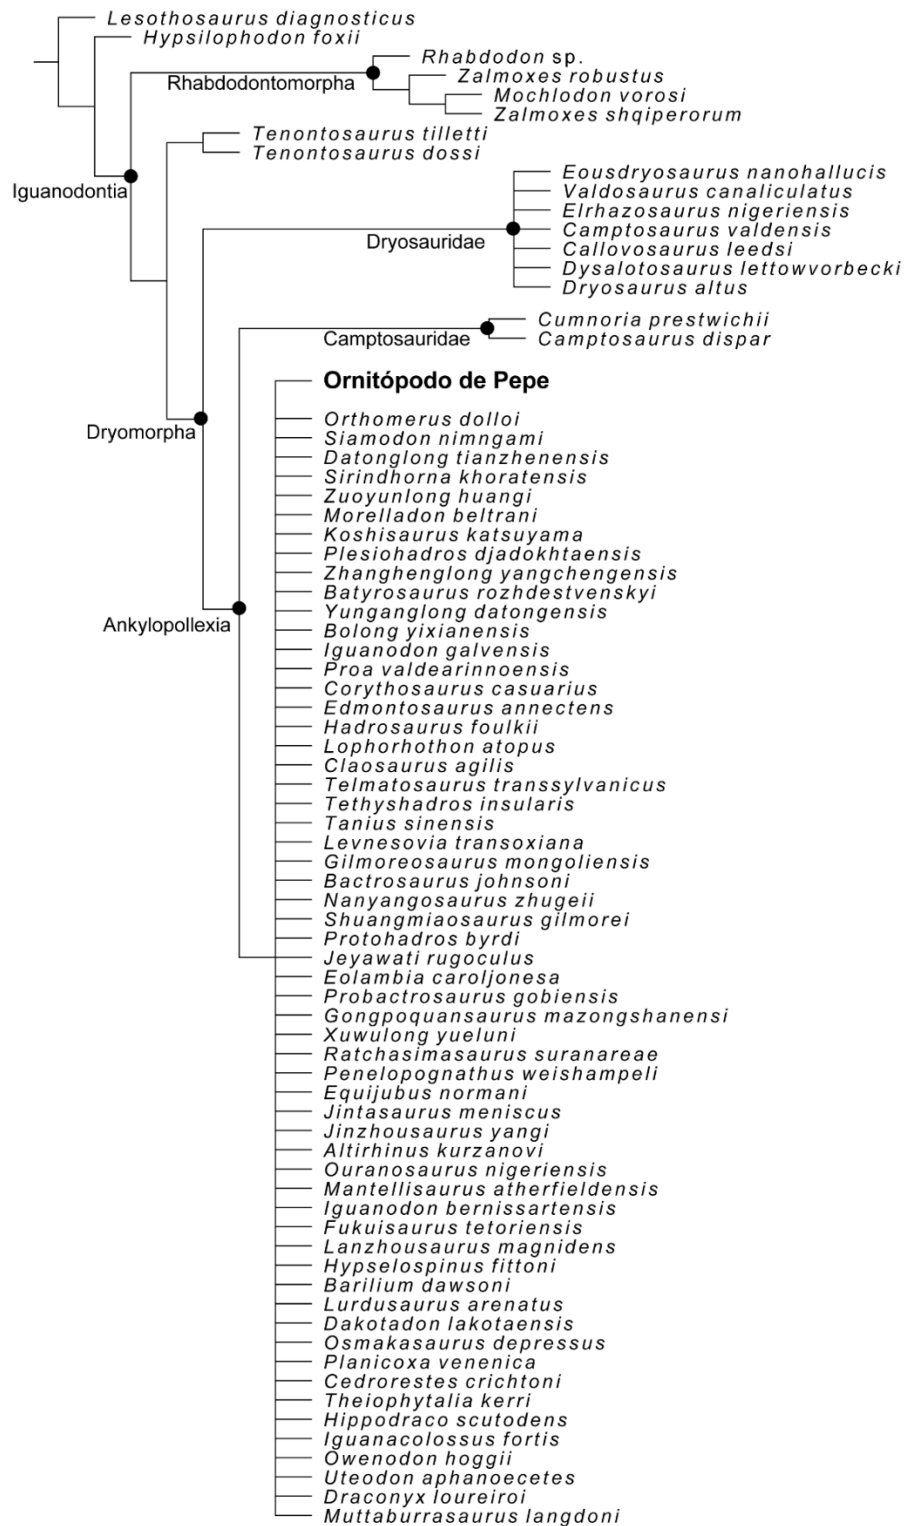 Lesothosaurus diagnosticus
Hypsilophodon foxii
Rhabdodon sp.
Rhabdodontomorpha
Zalmoxes robustus
Mochlodon vorosi
Zalmoxes shqiperorum
Tenontosaurus tilletti
Tenontosaurus dossi
Iguanodontia
Eousdryosaurus nanohallucis
Valdosaurus canaliculatus
Elrhazosaurus nigeriensis
Camptosaurus valdensis
Dryosauridae
Callovosaurus leedsi
Dysalotosaurus lettowvorbecki
Dryosaurus altus
Cumnoria prestwichii
Camptosauridae
Camptosaurus dispar
Ornitópodo de Pepe
Orthomerus dolloi
Dryomorpha
Siamodon nimngami
Datonglong tianzhenensis
Sirindhorna khoratensis
Zuoyunlong huangi
Morelladon beltrani
Koshisaurus katsuyama
Plesiohadros djadokhtaensis
Zhanghenglong yangchengensis
Batyrosaurus rozhdestvenskyi
Yunganglong datongensis
Ankylopollexia
Bolong yixianensis
Iguanodon galvensis
Proa valdearinnoensis
Corythosaurus casuarius
Edmontosaurus annectens
Hadrosaurus foulkii
Lophorhothon atopus
Claosaurus agilis
Telmatosaurus transsylvanicus
Tethyshadros insularis
Tanius sinensis
Levnesovia transoxiana
Gilmoreosaurus mongoliensis
Bactrosaurus johnsoni
Nanyangosaurus zhugeii
Shuangmiaosaurus gilmorei
Protohadros byrdi
Jeyawati rugoculus
Eolambia caroljonesa
Probactrosaurus gobiensis
Gongpoquansaurus mazongshanensi
Xuwulong yueluni
Ratchasimasaurus suranareae
Penelopognathus weishampeli
Equijubus normani
Jintasaurus meniscus
Jinzhousaurus yangi
Altirhinus kurzanovi
Ouranosaurus nigeriensis
Mantellisaurus atherfieldensis
Iguanodon bernissartensis
Fukuisaurus tetoriensis
Lanzhousaurus magnidens
Hypselospinus fittoni
Barilium dawsoni
Lurdusaurus arenatus
Dakotadon lakotaensis
Osmakasaurus depressus
Planicoxa venenica
Cedrorestes crichtoni
Theiophytalia kerri
Hippodraco scutodens
Iguanacolossus fortis
Owenodon hoggii
Uteodon aphanoecetes
Draconyx loureiroi
Muttaburrasaurus langdoni